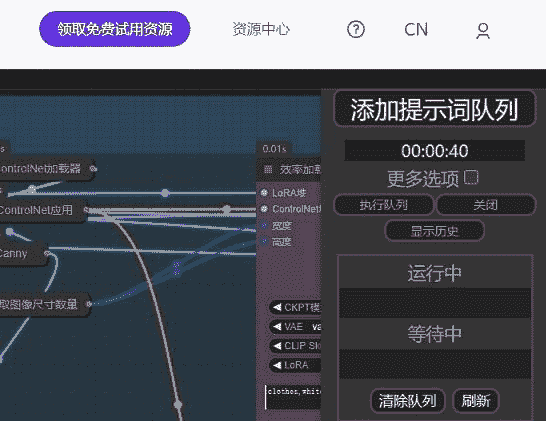 领取免费试用资源 资源中心 CN
添加提示词队列
00:00:40
更多选项
执行队列 关闭
显示历史
运行中
等待中
清除队列 刷新
0.01s
效率加载
LoRA堆
ControlNet
宽度
高度
CKPT模
VAE va
CLIP Sk
LoRA
clothes,white
ControlNet加载器
ControlNet应用
Canny
取图像尺寸数量